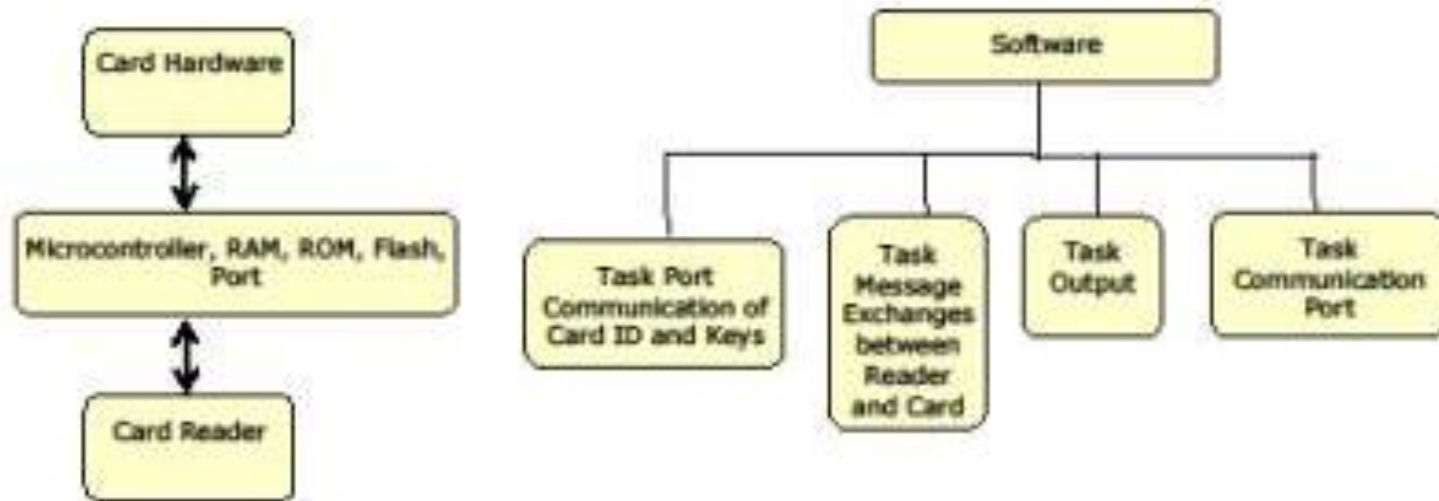 Card Hardware
Microcontroller, RAM, ROM, Flash,
Port
Card Reader
Software
Task Port
Communication of
Card ID and Keys
Task
Message
Exchanges
between
Reader
and Card
Task
Output
Task
Communication
Port